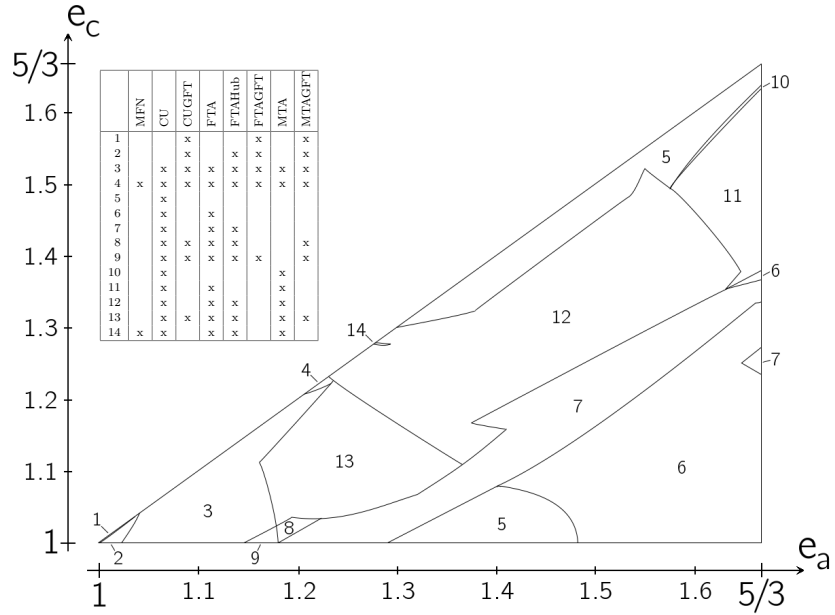 e_c
5/3
1.6
1.5
1.4
1.3
1.2
1.1
1
MFN CU CUGFT FTA FTAHub FTAGFT MTA MTAGFT
1 x x x
2 x x x x
3 x x x x x x x
4 x x x x x x x x
5 x
6 x x
7 x x x
8 x x x x x
9 x x x x x x
10 x x
11 x x x
12 x x x x
13 x x x x x x
14 x x x x x
10
5
11
6
14
12
7
4
7
13
6
3
1
8
5
2
9
1 1.1 1.2 1.3 1.4 1.5 1.6 5/3
e_a